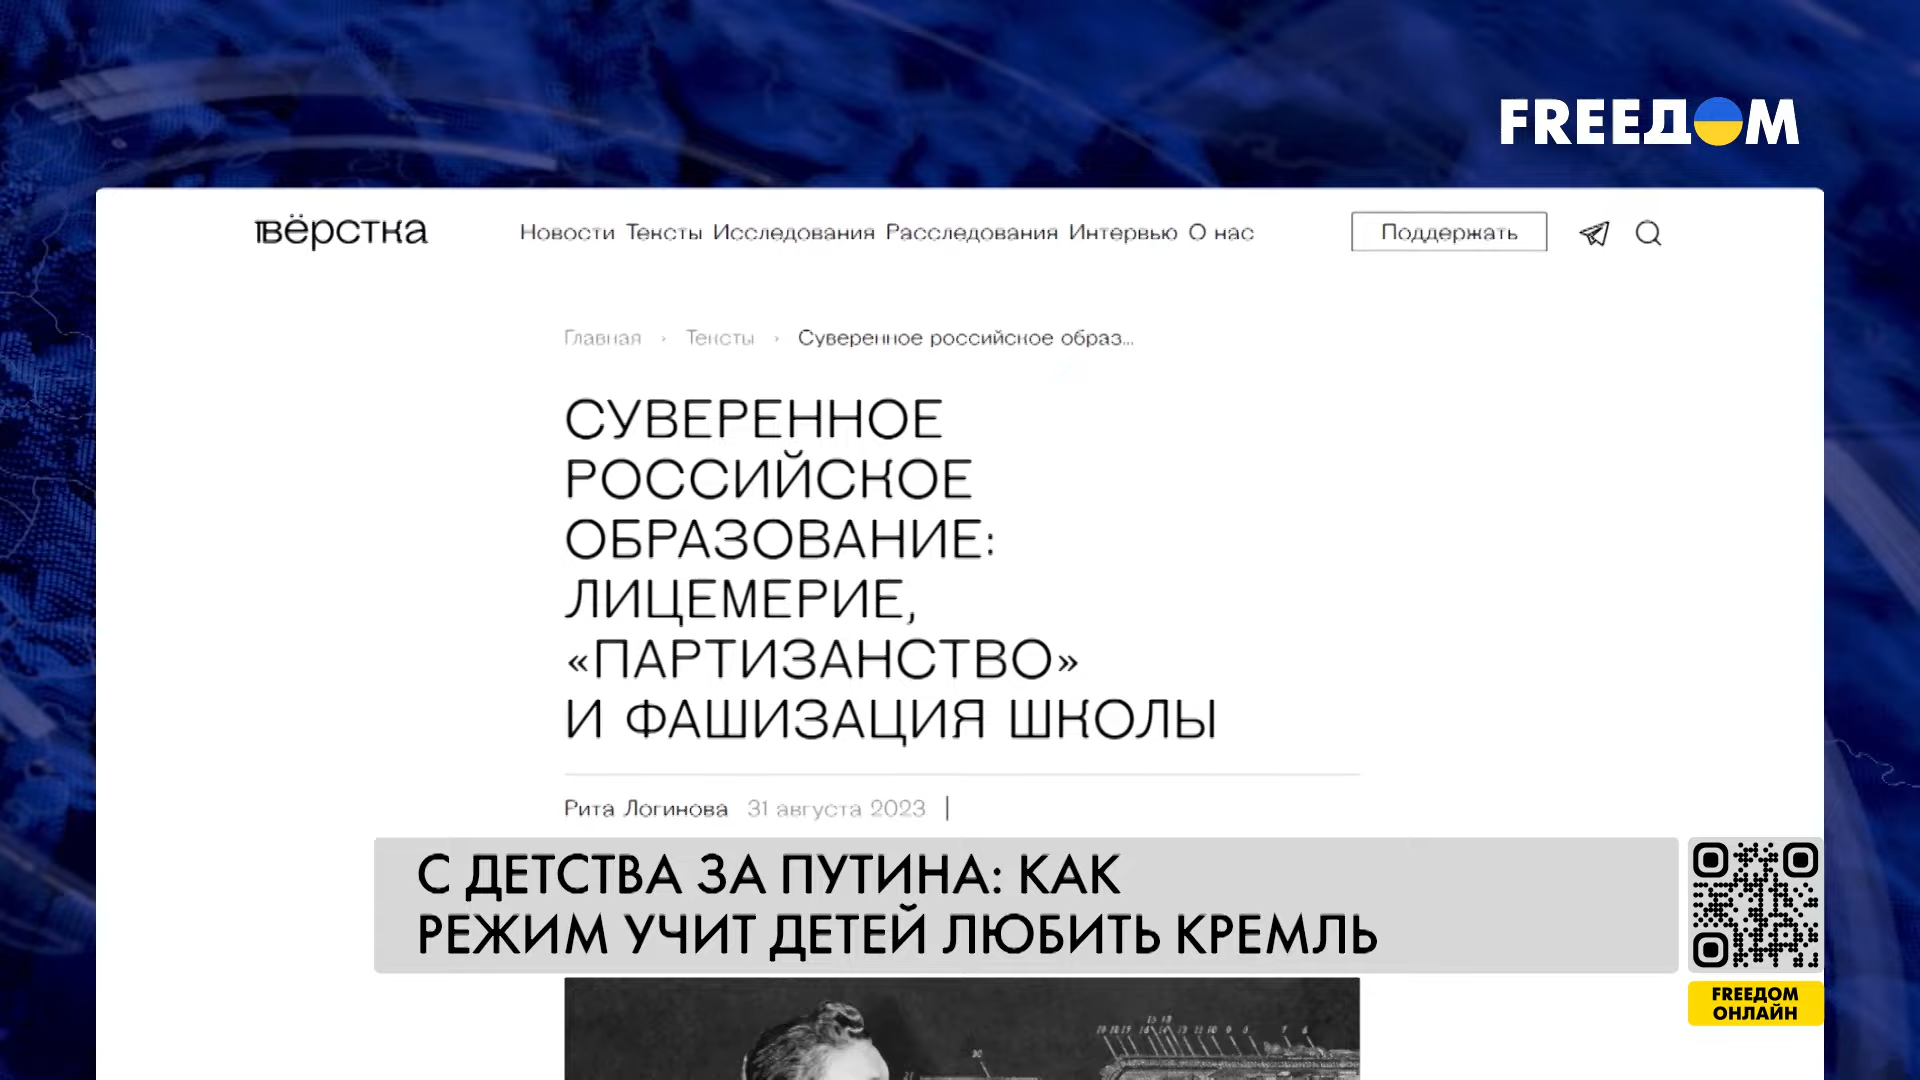 FREEДOM
вёрстка
Новости Тексты Исследования Расследования Интервью О нас
Поддержать
Главная › Тексты › Суверенное российское образ...
СУВЕРЕННОЕ
РОССИЙСКОЕ
ОБРАЗОВАНИЕ:
ЛИЦЕМЕРИЕ,
«ПАРТИЗАНСТВО»
И ФАШИЗАЦИЯ ШКОЛЫ
Рита Логинова 31 августа 2023
С ДЕТСТВА ЗА ПУТИНА: КАК
РЕЖИМ УЧИТ ДЕТЕЙ ЛЮБИТЬ КРЕМЛЬ
FREEДOM
ОНЛАЙН